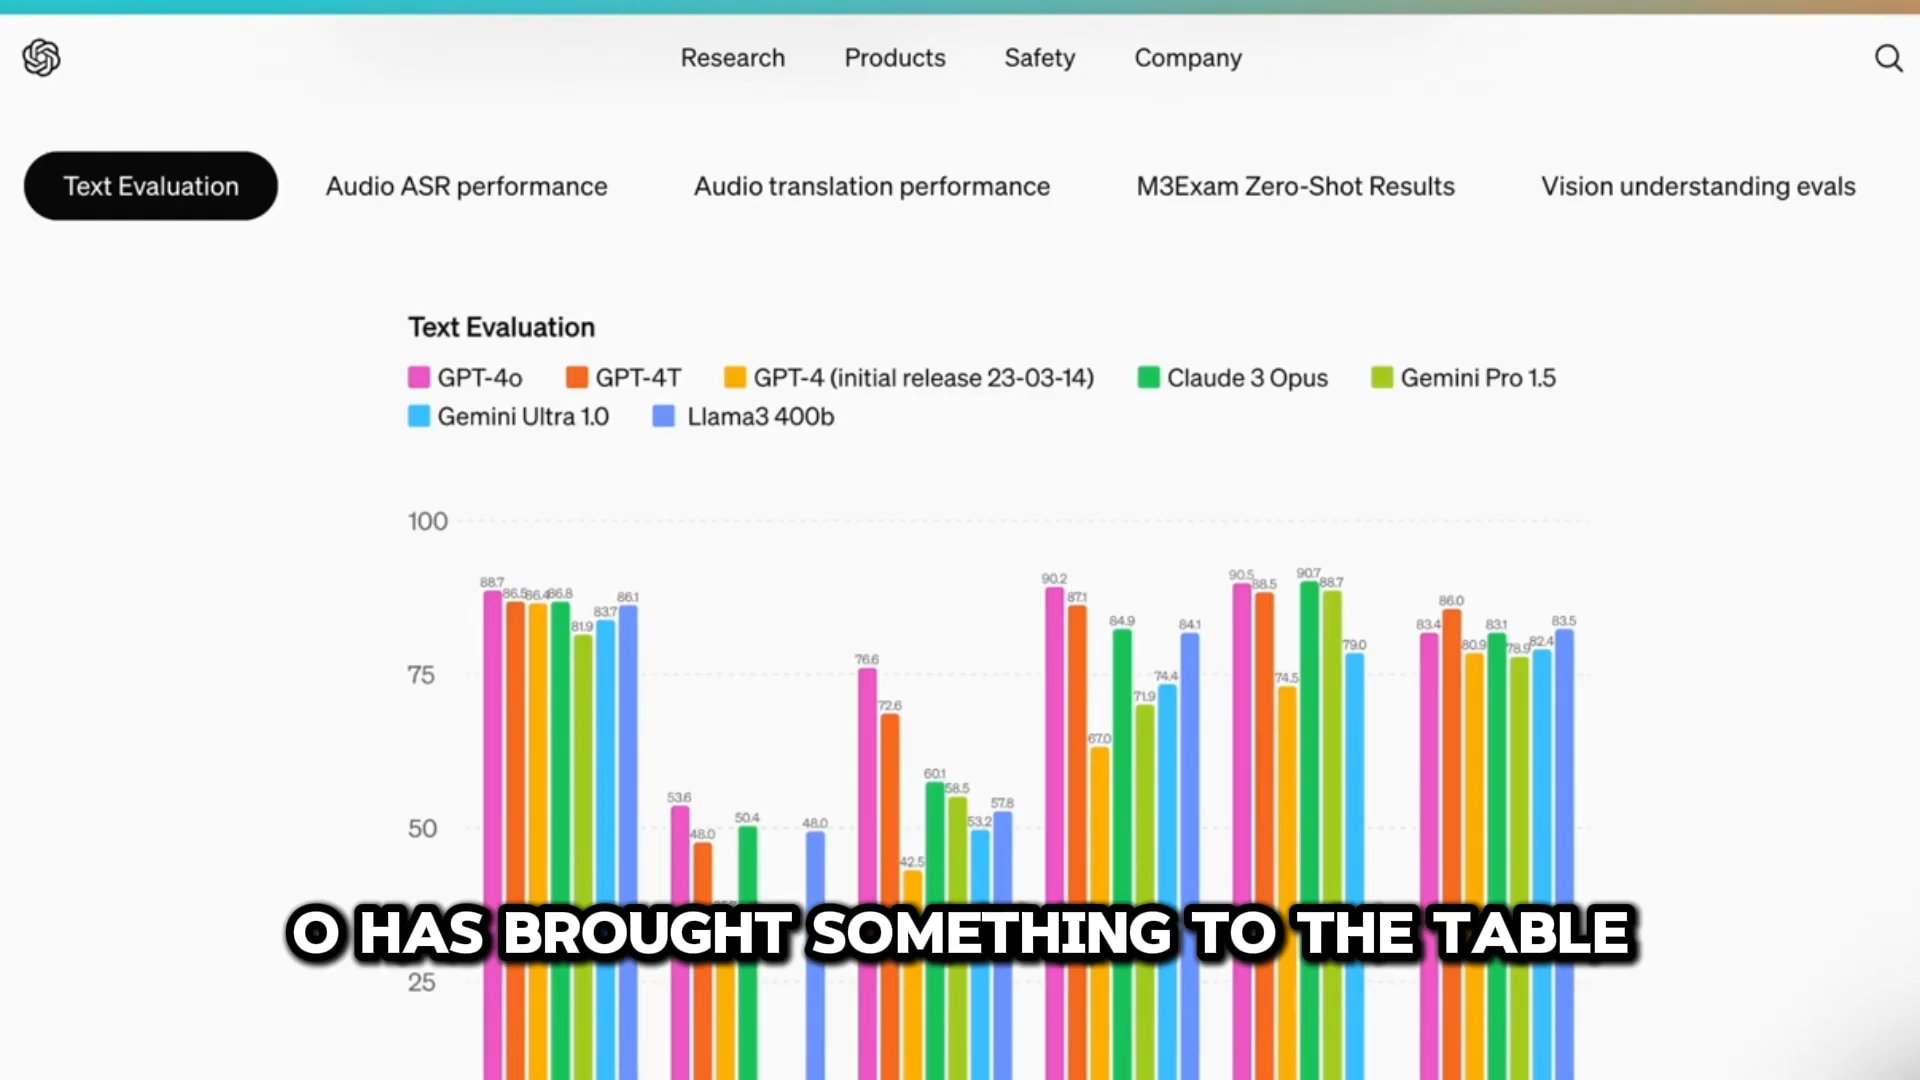 Research Products Safety Company
Text Evaluation Audio ASR performance Audio translation performance M3Exam Zero-Shot Results Vision understanding evals
Text Evaluation
GPT-4o GPT-4T GPT-4 (initial release 23-03-14) Claude 3 Opus Gemini Pro 1.5
Gemini Ultra 1.0 Llama3 400b
100
88.7 86.5 86.4 86.8 81.9 83.7 86.1
90.2 87.1 67.0 84.9 71.9 74.4 84.1
90.5 88.5 74.5 90.7 88.7 79.0
83.4 86.0 80.9 83.1 78.9 82.4 83.5
75
76.6 72.6 42.5 60.1 58.5 53.2 57.8
53.6 48.0 50.4 48.0
50
O HAS BROUGHT SOMETHING TO THE TABLE
25